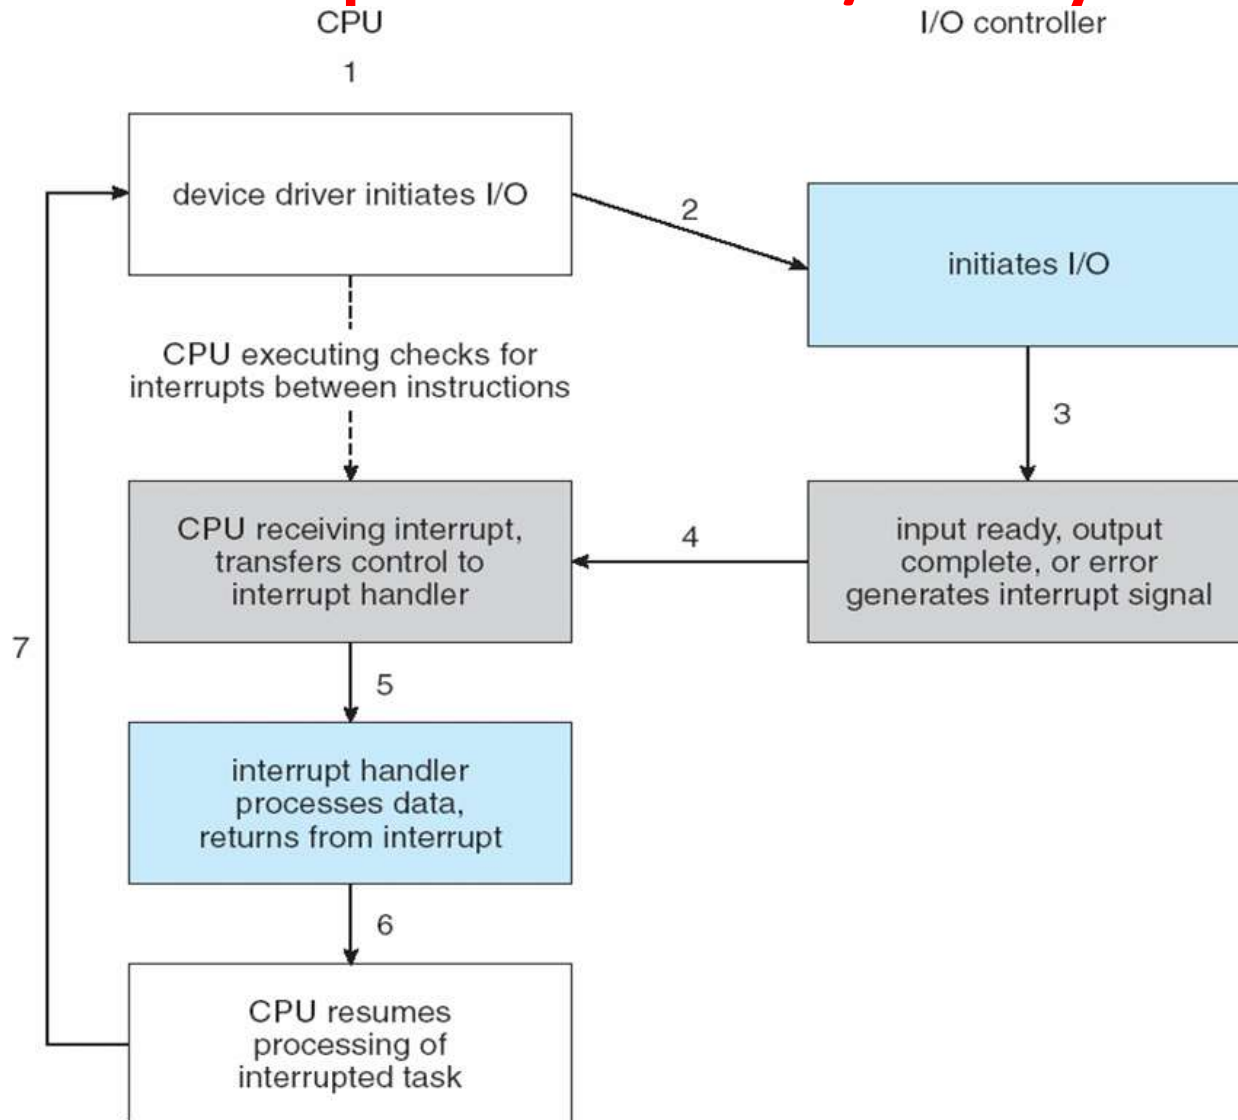 CPU
I/O controller
1
device driver initiates I/O
2
initiates I/O
CPU executing checks for
interrupts between instructions
3
CPU receiving interrupt,
transfers control to
interrupt handler
4
input ready, output
complete, or error
generates interrupt signal
7
5
interrupt handler
processes data,
returns from interrupt
6
CPU resumes
processing of
interrupted task